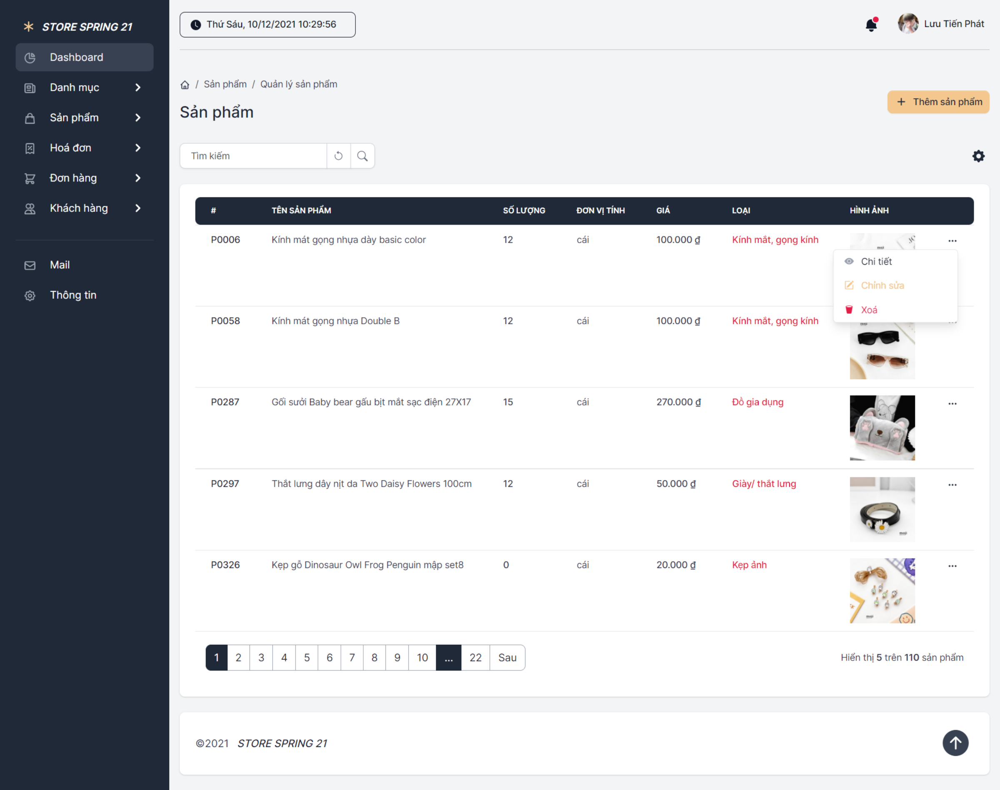 STORE SPRING 21
Dashboard
Danh mục
Sản phẩm
Hoá đơn
Đơn hàng
Khách hàng
Mail
Thông tin
Thứ Sáu, 10/12/2021 10:29:56
Lưu Tiến Phát
/ Sản phẩm / Quản lý sản phẩm
Sản phẩm
+ Thêm sản phẩm
Tìm kiếm
# TÊN SẢN PHẨM SỐ LƯỢNG ĐƠN VỊ TÍNH GIÁ LOẠI HÌNH ẢNH
P0006 Kính mát gọng nhựa dày basic color 12 cái 100.000 ₫ Kính mắt, gọng kính ...
moji
Chi tiết
Chỉnh sửa
Xoá
P0058 Kính mát gọng nhựa Double B 12 cái 100.000 ₫ Kính mắt, gọng kính
moji
P0287 Gối sưởi Baby bear gấu bịt mắt sạc điện 27X17 15 cái 270.000 ₫ Đồ gia dụng ...
P0297 Thắt lưng dây nịt da Two Daisy Flowers 100cm 12 cái 50.000 ₫ Giày/ thắt lưng ...
moji
P0326 Kẹp gỗ Dinosaur Owl Frog Penguin mập set8 0 cái 20.000 ₫ Kẹp ảnh ...
moji
1 2 3 4 5 6 7 8 9 10 ... 22 Sau
Hiển thị 5 trên 110 sản phẩm
©2021 STORE SPRING 21